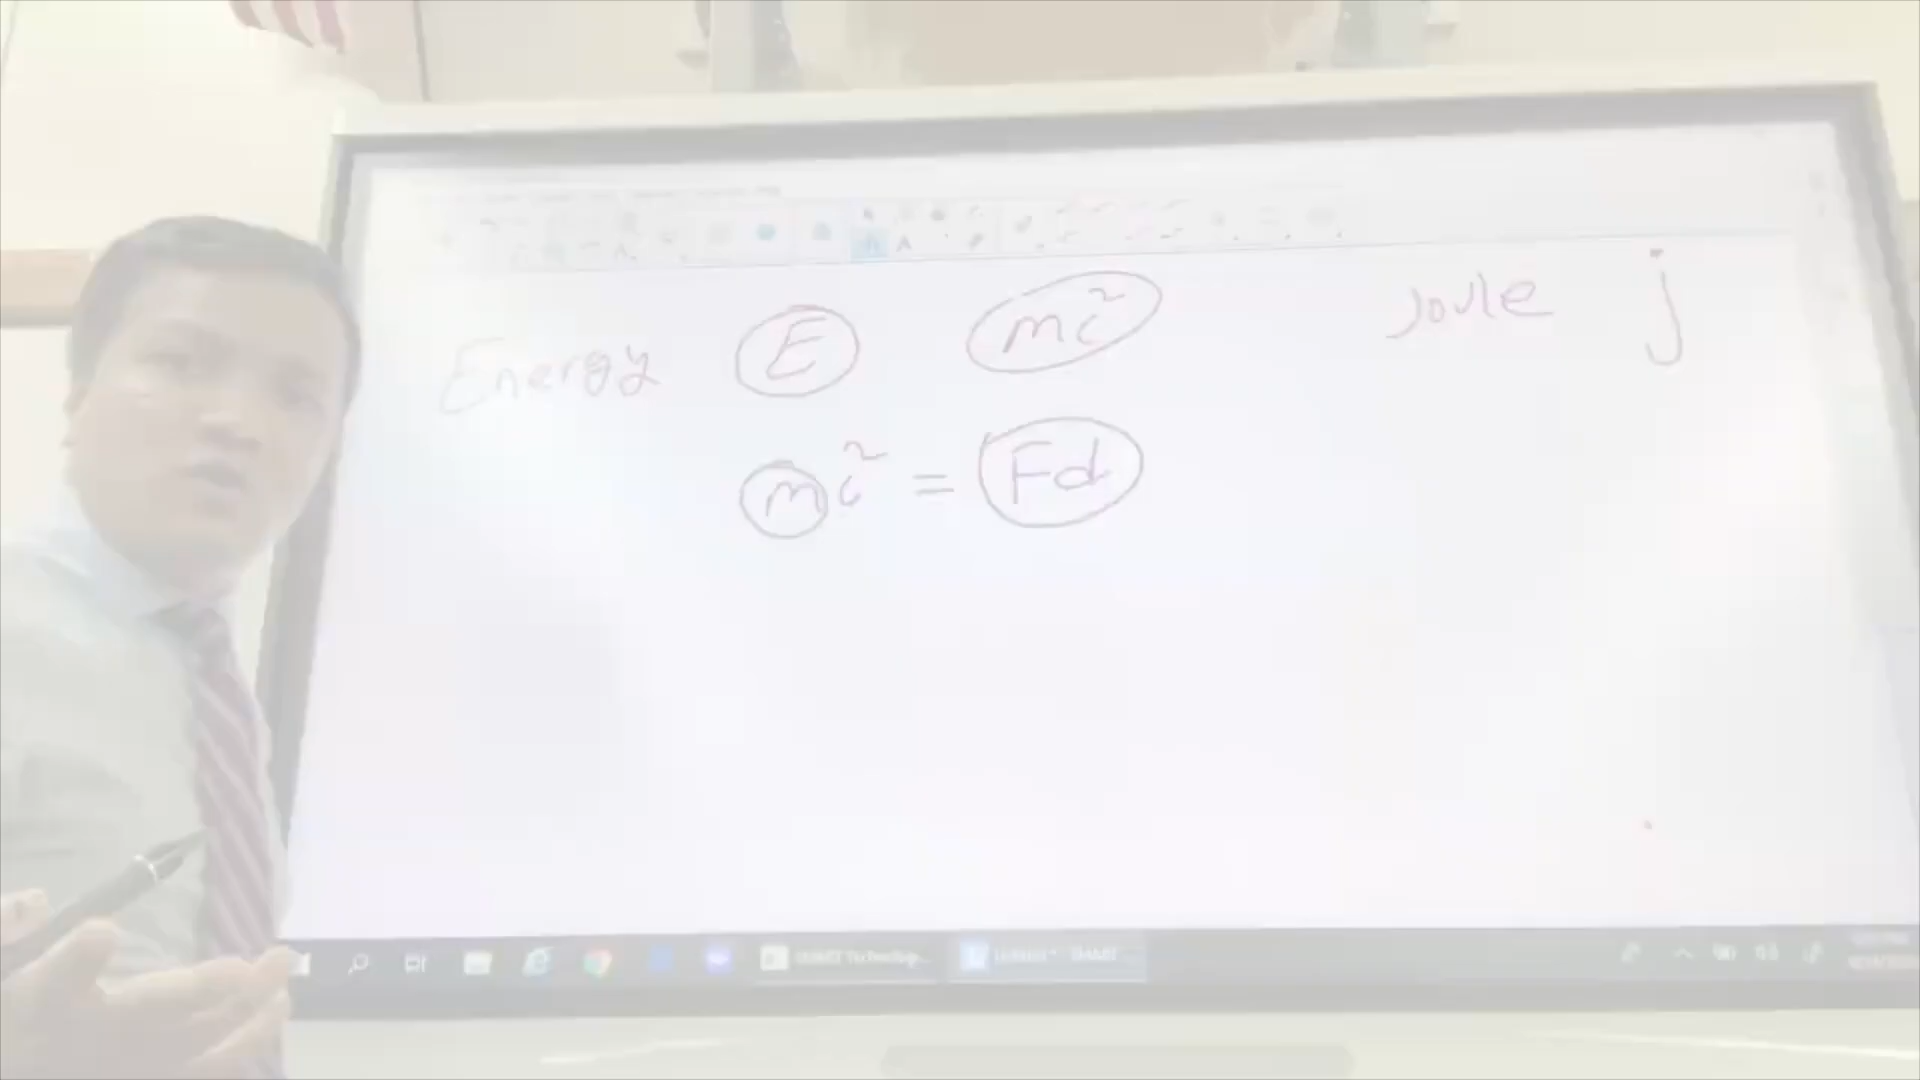 Energy E mc² Joule j
mc² = Fd